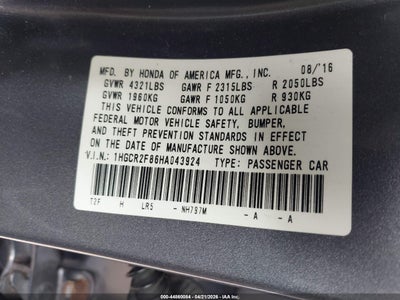 MFD. BY HONDA OF AMERICA MFG., INC. 08/'16
GVWR 4321LBS GAWR F 2315LBS R 2050LBS
GVWR 1960KG GAWR F 1050KG R 930KG
THIS VEHICLE CONFORMS TO ALL APPLICABLE
FEDERAL MOTOR VEHICLE SAFETY, BUMPER,
AND THEFT PREVENTION STANDARDS IN EFFECT
ON THE DATE OF MANUFACTURE SHOWN ABOVE.
V.I.N.: 1HGCR2F86HA043924 TYPE: PASSENGER CAR
T2F H LR5 - NH797M - A - A
000-44860084 - 04/21/2026 - IAA Inc.